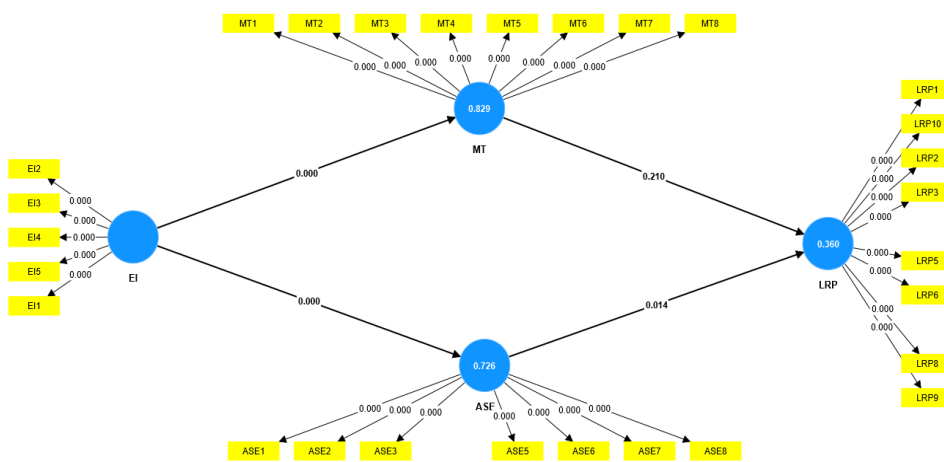 MT1 MT2 MT3 MT4 MT5 MT6 MT7 MT8
0.000 0.000 0.000 0.000 0.000 0.000 0.000 0.000
0.829
MT
LRP1
LRP10
LRP2
LRP3
LRP5
LRP6
LRP8
LRP9
0.000
0.000
0.000
0.000
0.000
0.000
0.000
0.000
0.360
LRP
EI2
EI3
EI4
EI5
EI1
0.000
0.000
0.000
0.000
0.000
EI
0.000
0.210
0.000
0.014
0.726
ASE
0.000 0.000 0.000 0.000 0.000 0.000 0.000
ASE1 ASE2 ASE3 ASE5 ASE6 ASE7 ASE8